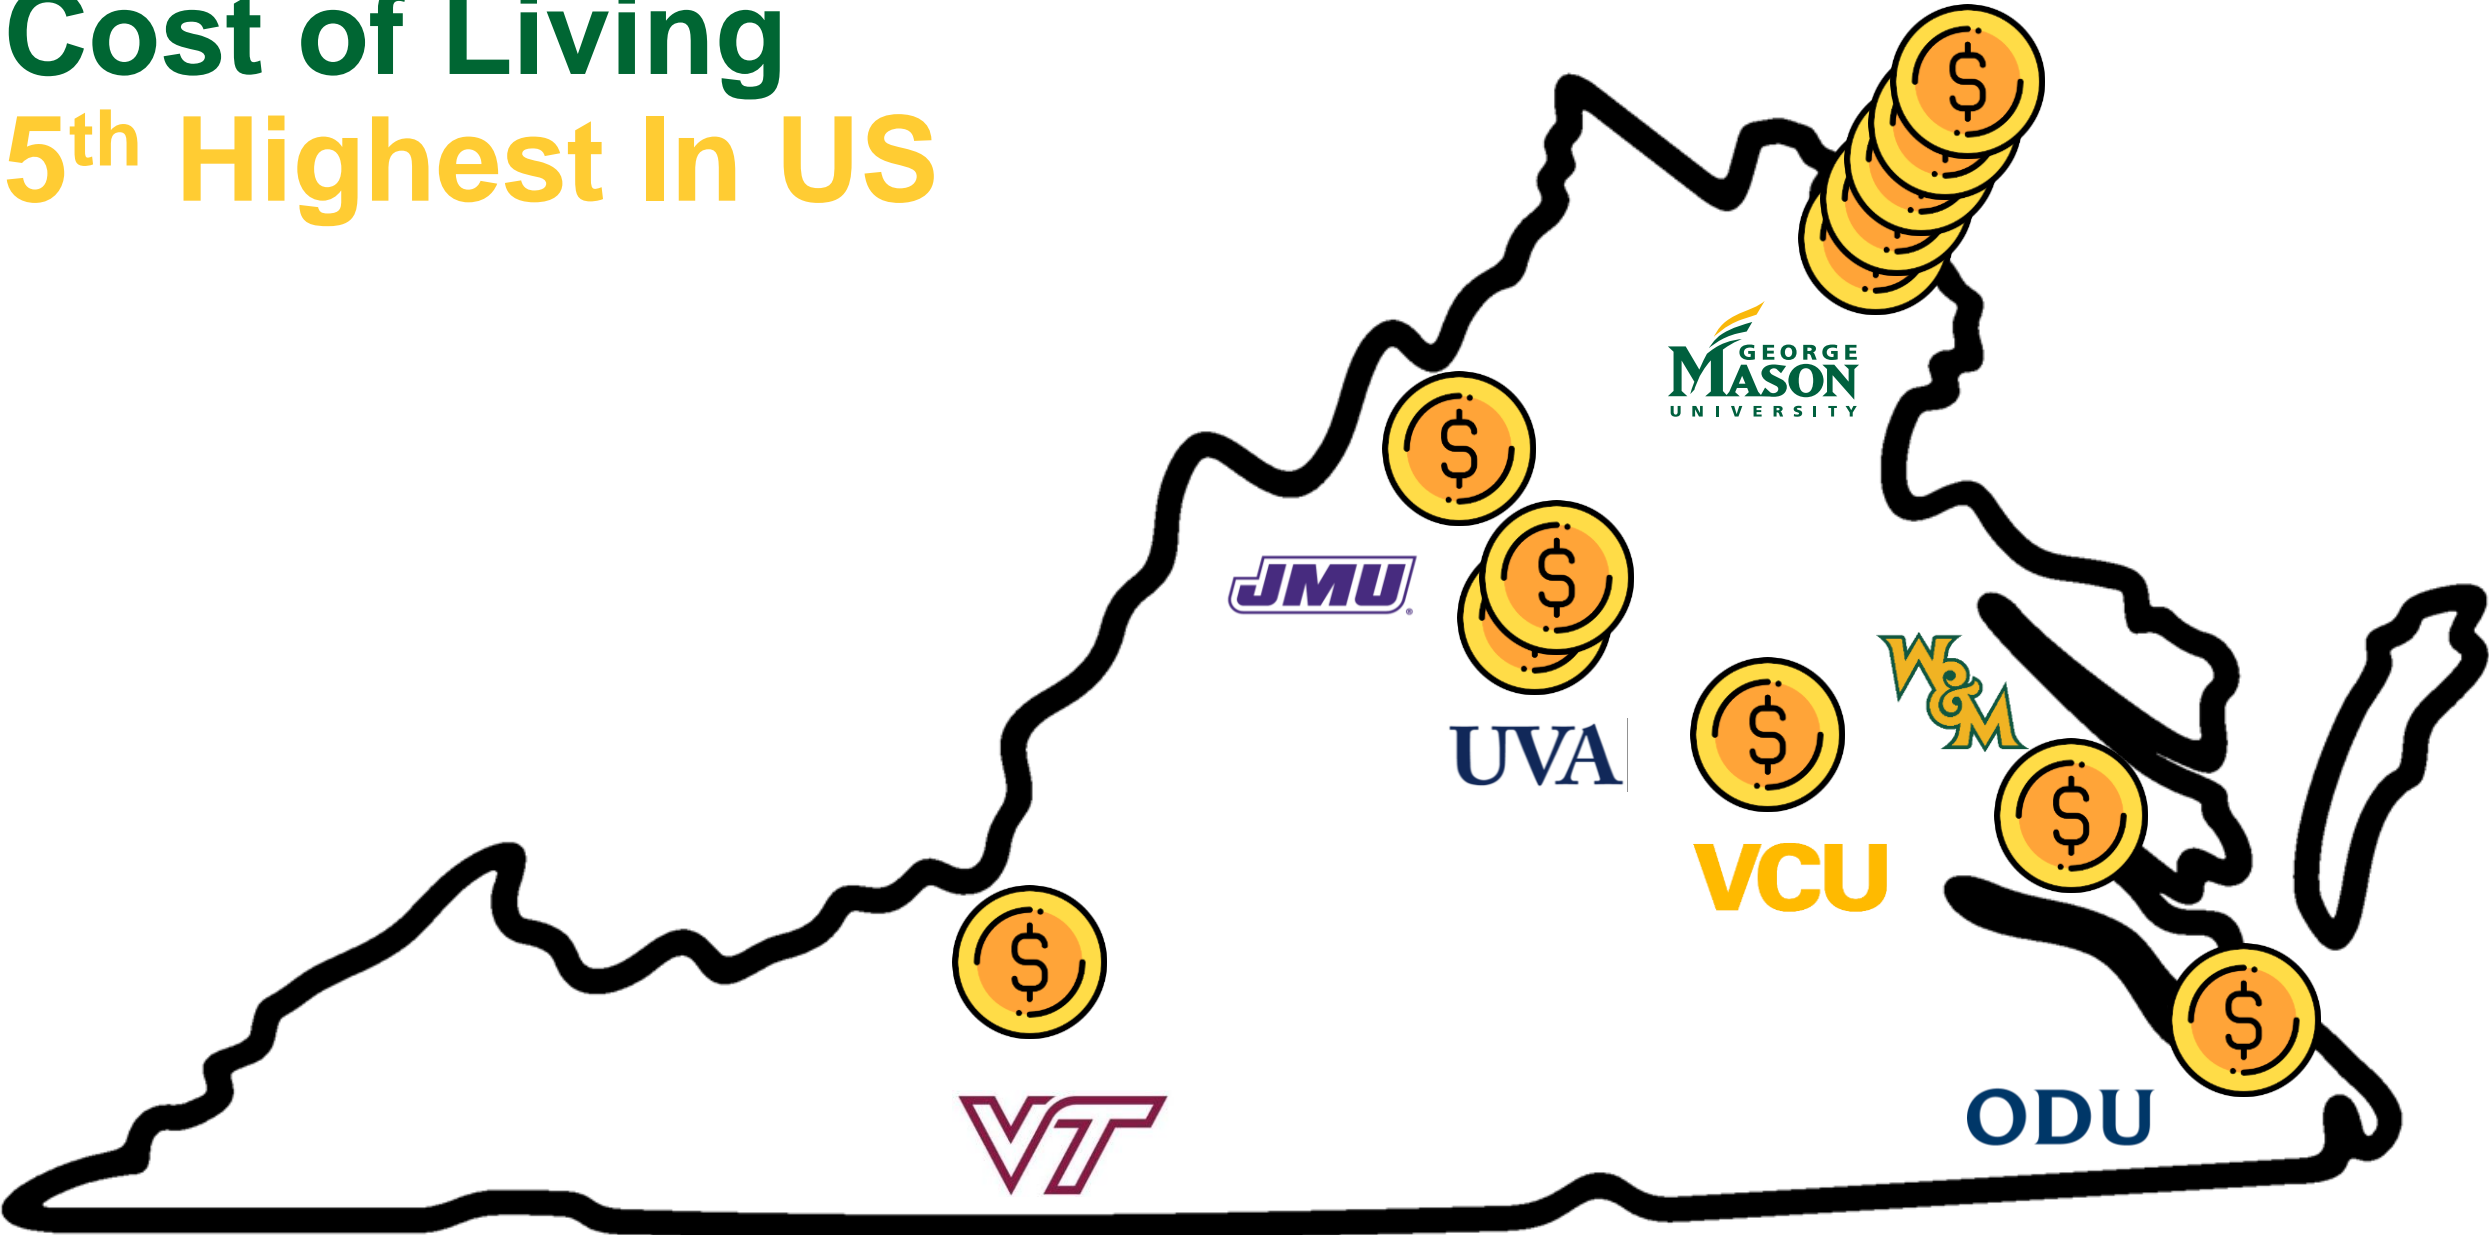 Cost of Living
5th Highest In US
$
GEORGE
MASON
UNIVERSITY
$
$
JMU®
W&M
$
UVA
$
VCU
$
$
ODU
VT